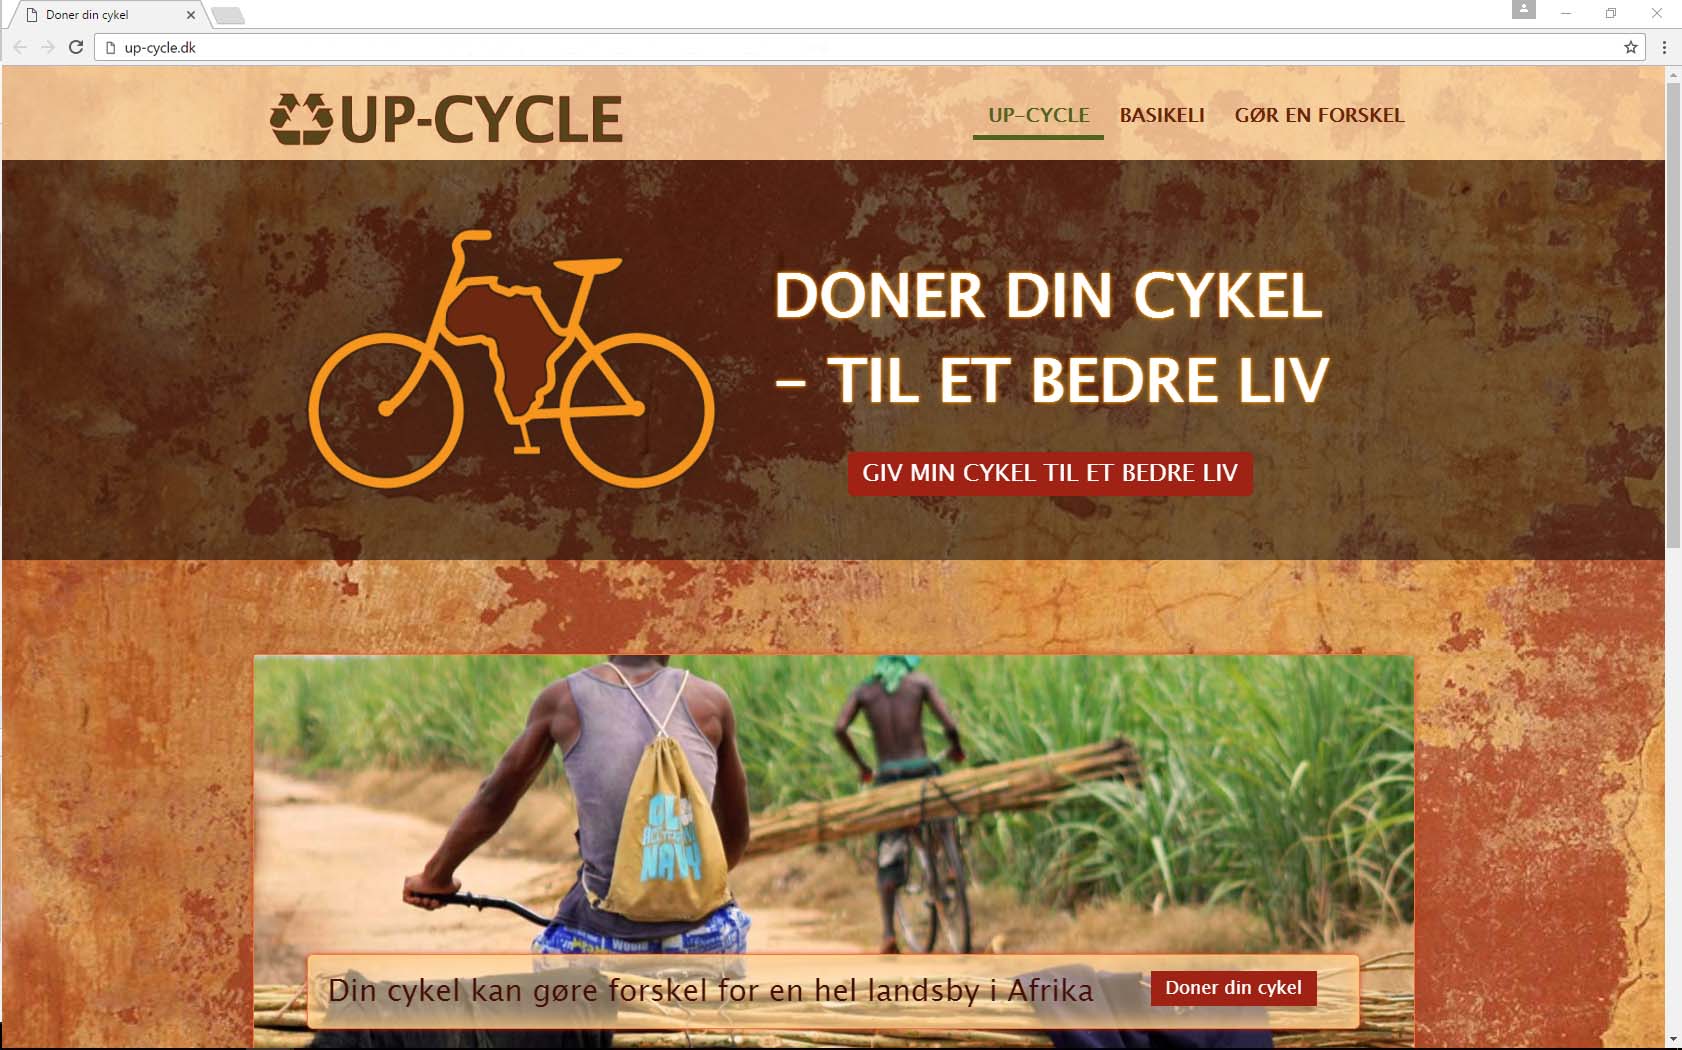 Doner din cykel
up-cycle.dk
UP-CYCLE
UP-CYCLE BASIKELI GØR EN FORSKEL
DONER DIN CYKEL
- TIL ET BEDRE LIV
GIV MIN CYKEL TIL ET BEDRE LIV
NAVY
Din cykel kan gøre forskel for en hel landsby i Afrika
Doner din cykel